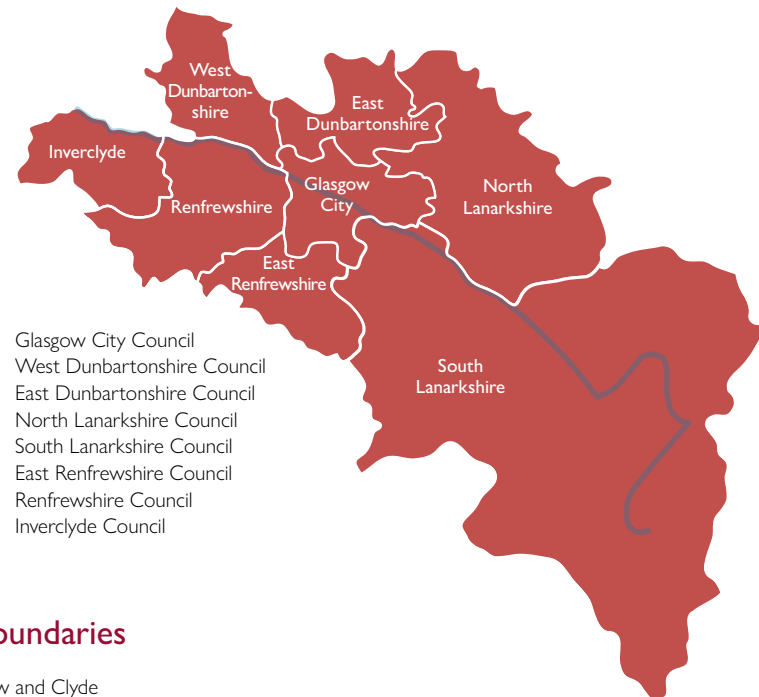 West
Dunbarton-
shire
East
Dunbartonshire
Inverclyde
Renfrewshire
Glasgow
City
North
Lanarkshire
East
Renfrewshire
South
Lanarkshire
Glasgow City Council
West Dunbartonshire Council
East Dunbartonshire Council
North Lanarkshire Council
South Lanarkshire Council
East Renfrewshire Council
Renfrewshire Council
Inverclyde Council
oundaries
w and Clyde